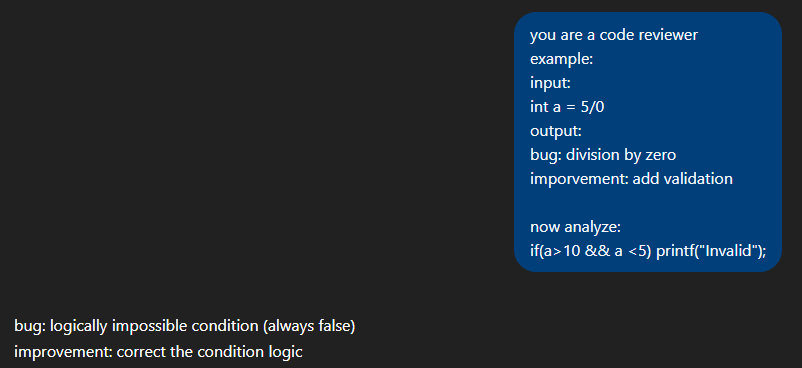 you are a code reviewer
example:
input:
int a = 5/0
output:
bug: division by zero
imporvement: add validation
now analyze:
if(a>10 && a <5) printf("Invalid");
bug: logically impossible condition (always false)
improvement: correct the condition logic